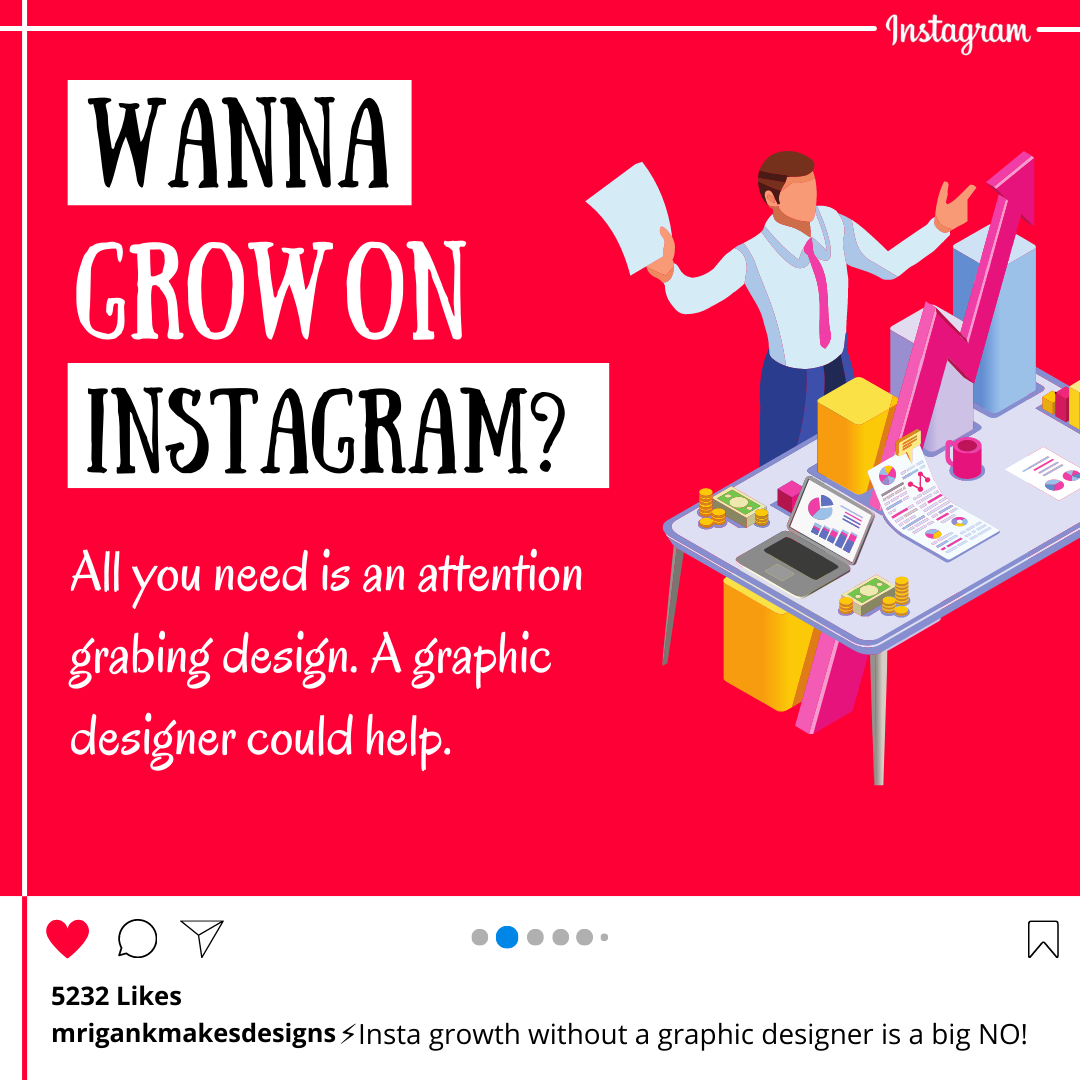 Instagram
WANNA
GROW ON
INSTAGRAM?
All you need is an attention
grabing design. A graphic
designer could help.
5232 Likes
mrigankmakesdesigns ⚡Insta growth without a graphic designer is a big NO!